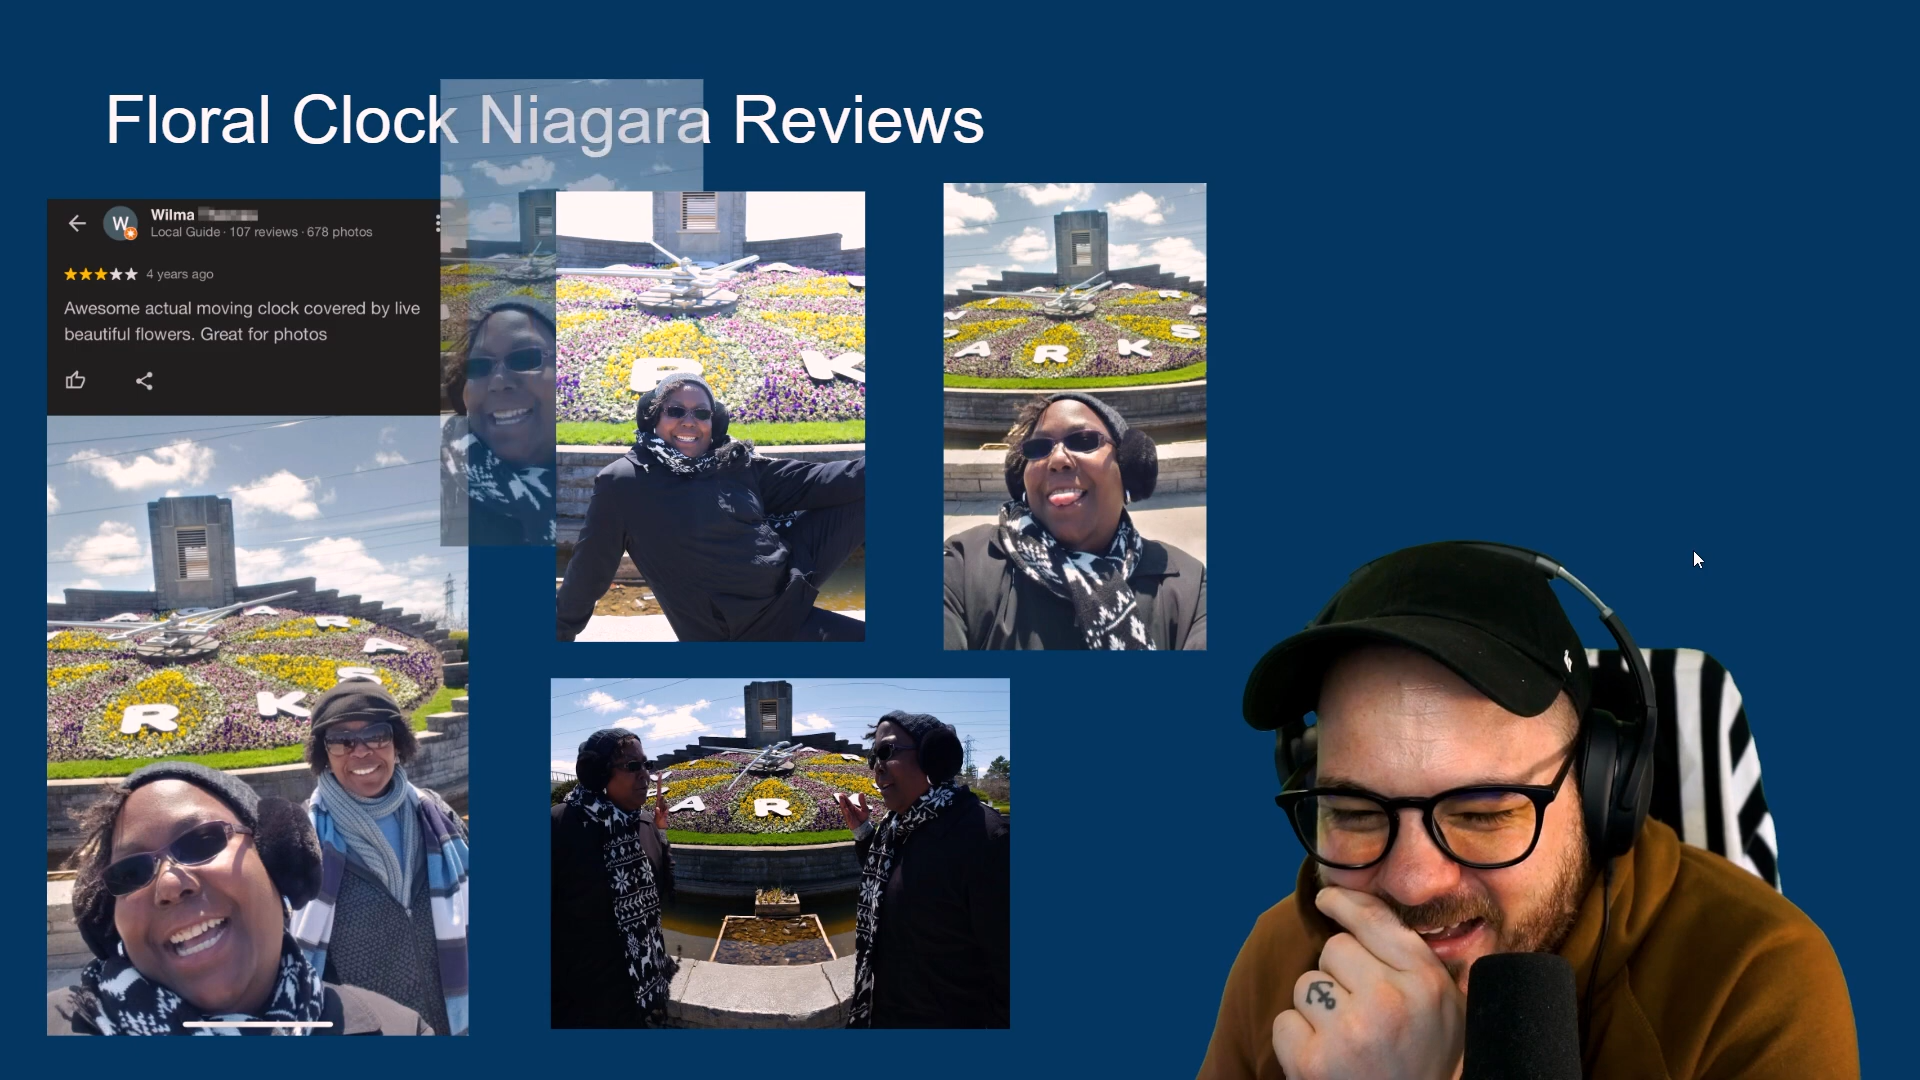 Floral Clock Niagara Reviews
W
Wilma
Local Guide · 107 reviews · 678 photos
4 years ago
Awesome actual moving clock covered by live
beautiful flowers. Great for photos
R
A
S
R K
R K
A R K S
A R